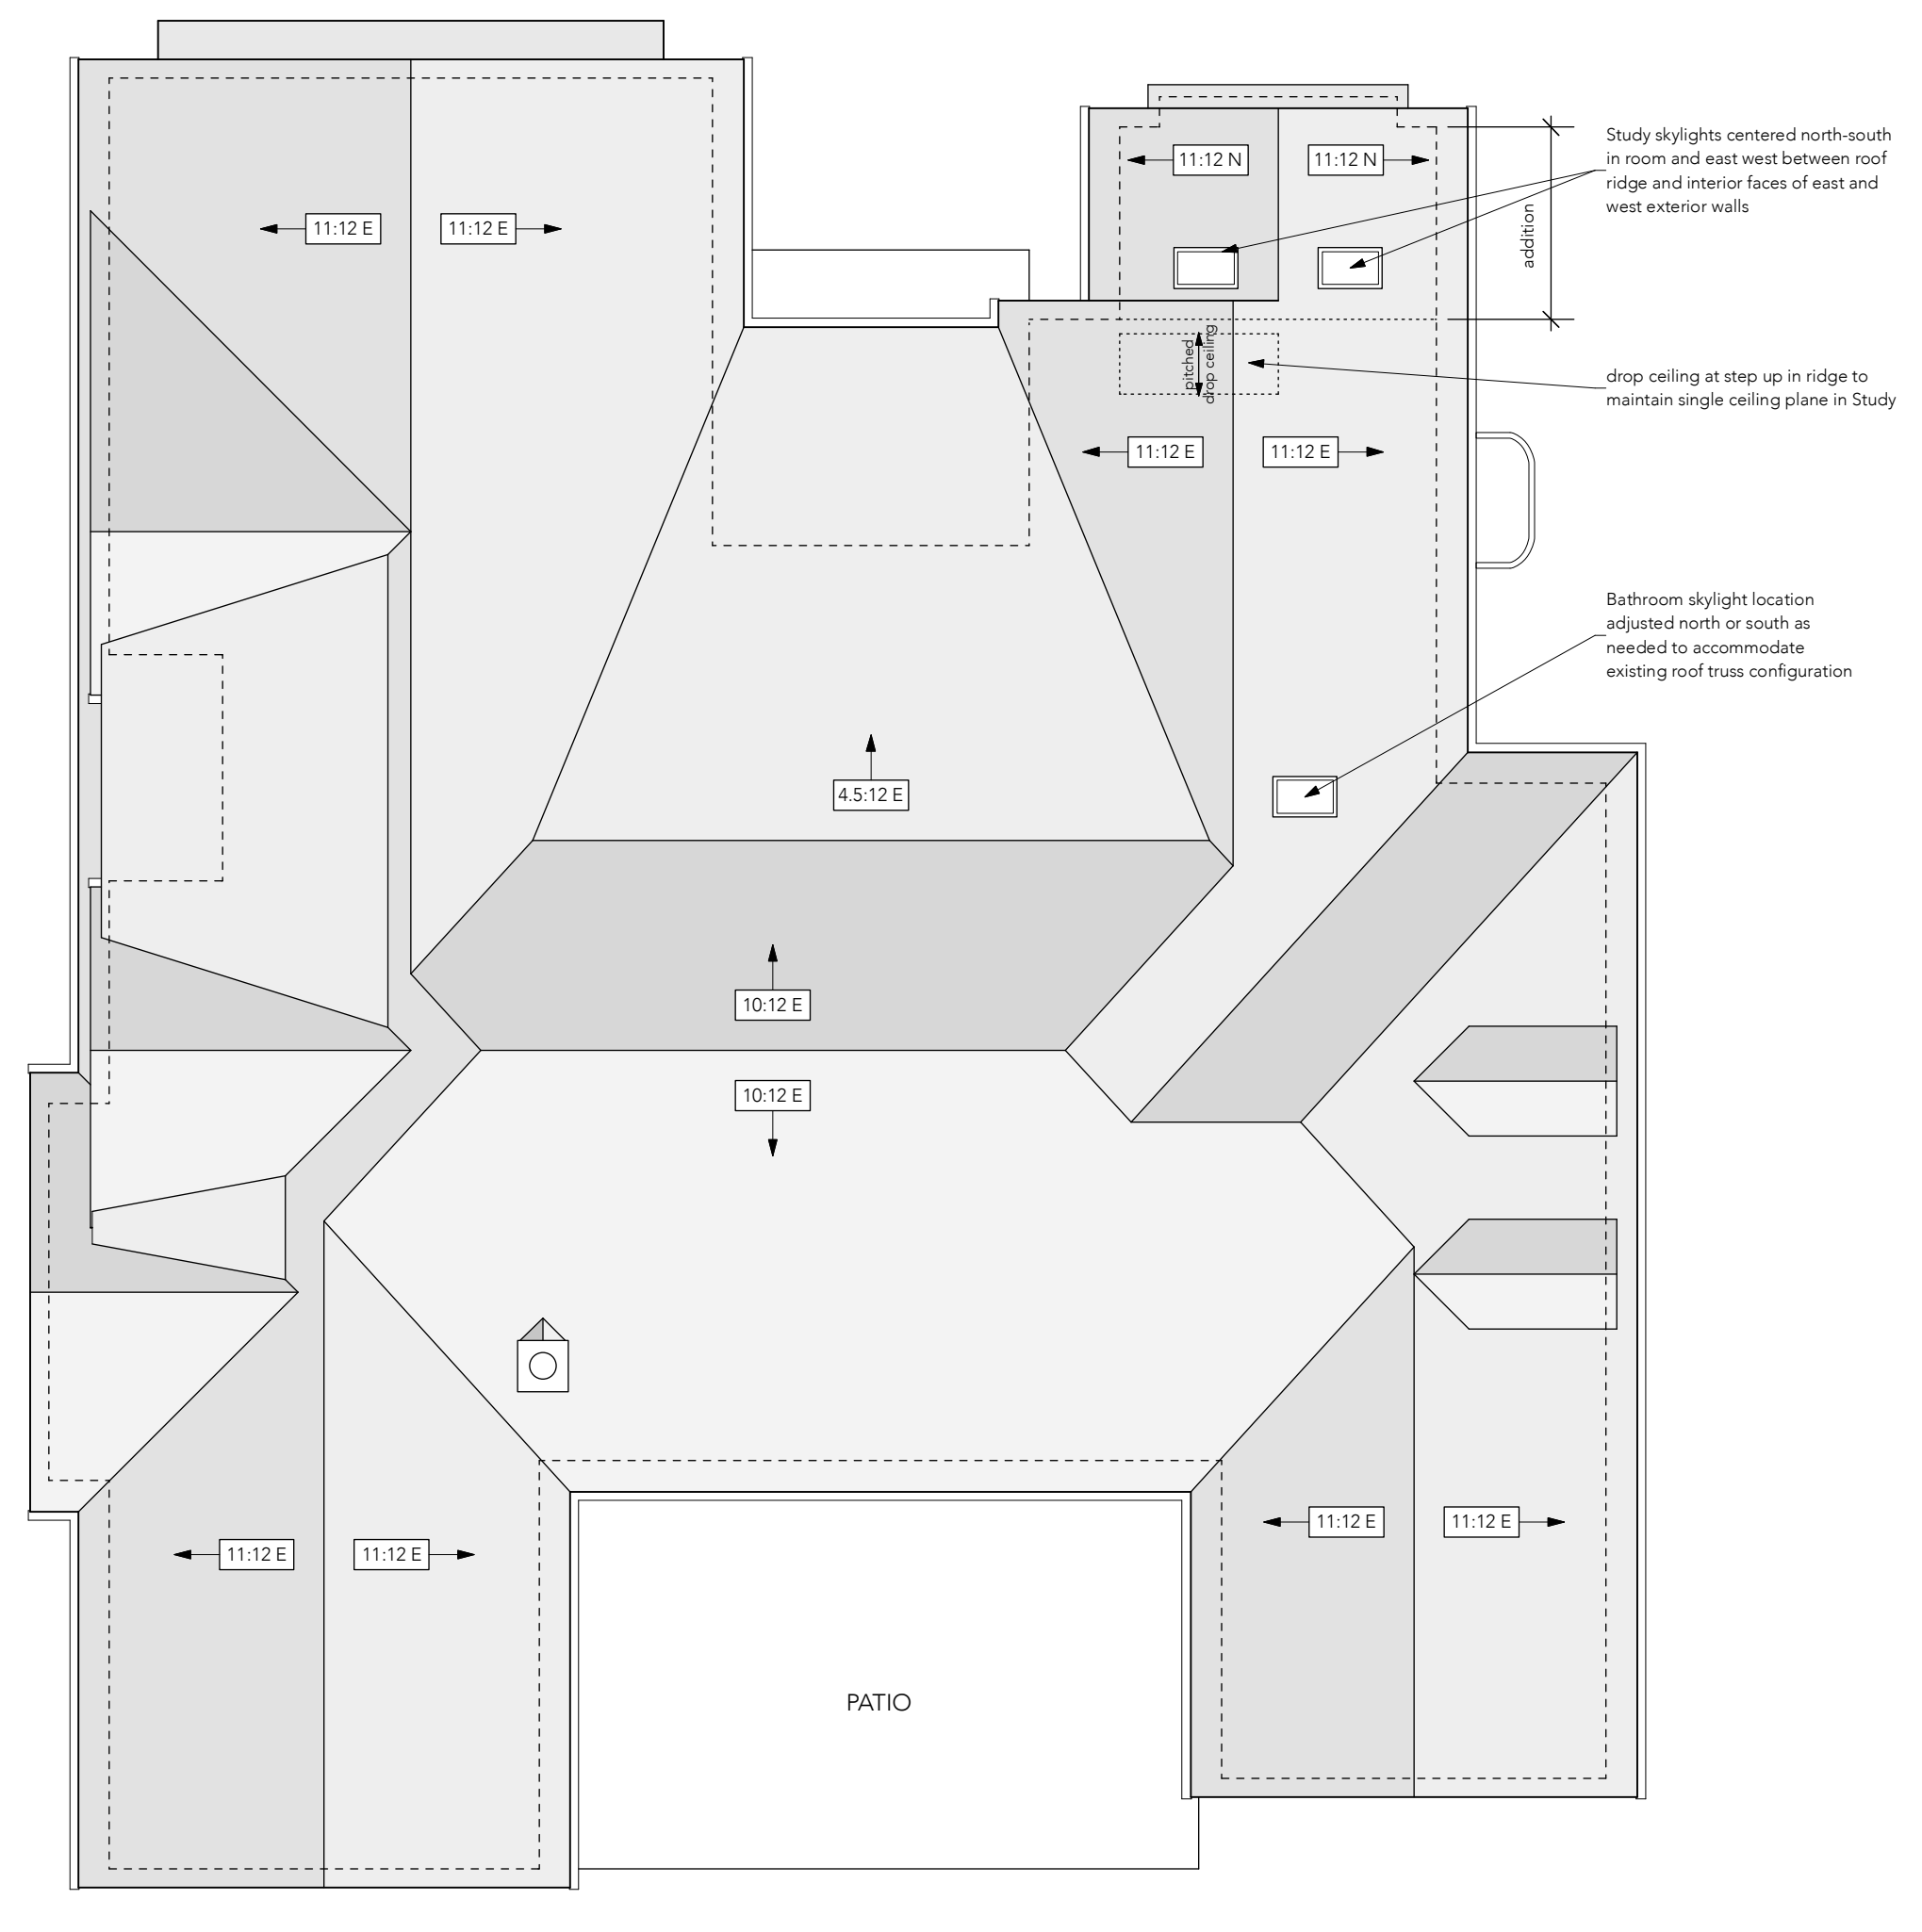 11:12 N
11:12 N
Study skylights centered north-south
in room and east west between roof
ridge and interior faces of east and
west exterior walls
addition
11:12 E
11:12 E
pitched
drop ceiling
drop ceiling at step up in ridge to
maintain single ceiling plane in Study
11:12 E
11:12 E
Bathroom skylight location
adjusted north or south as
needed to accommodate
existing roof truss configuration
4.5:12 E
10:12 E
10:12 E
11:12 E
11:12 E
11:12 E
11:12 E
PATIO